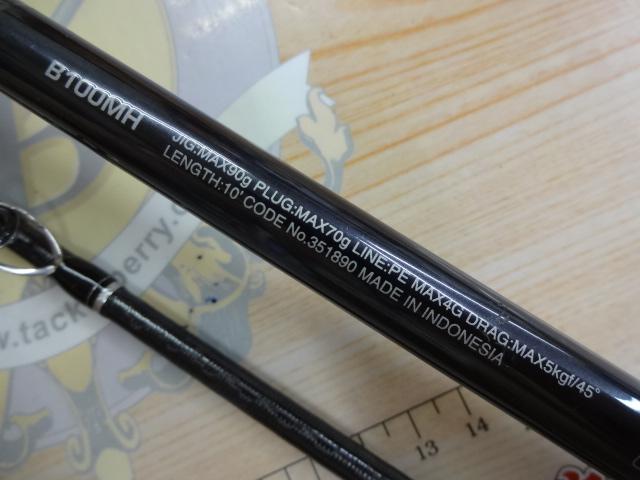 B100MH
JIG:MAX90g PLUG:MAX70g LINE:PE MAX4G DRAG:MAX5kgf/45°
LENGTH:10' CODE No.351890 MADE IN INDONESIA
13 14